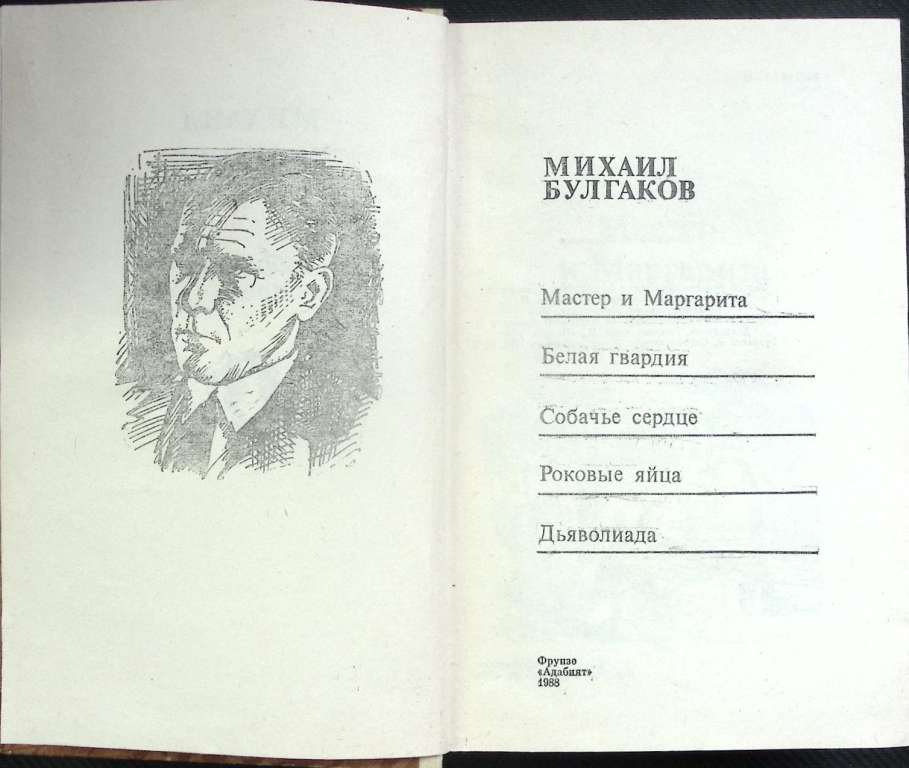 МИХАИЛ
БУЛГАКОВ
Мастер и Маргарита
Белая гвардия
Собачье сердце
Роковые яйца
Дьяволиада
Фрунзе
«Адабият»
1988